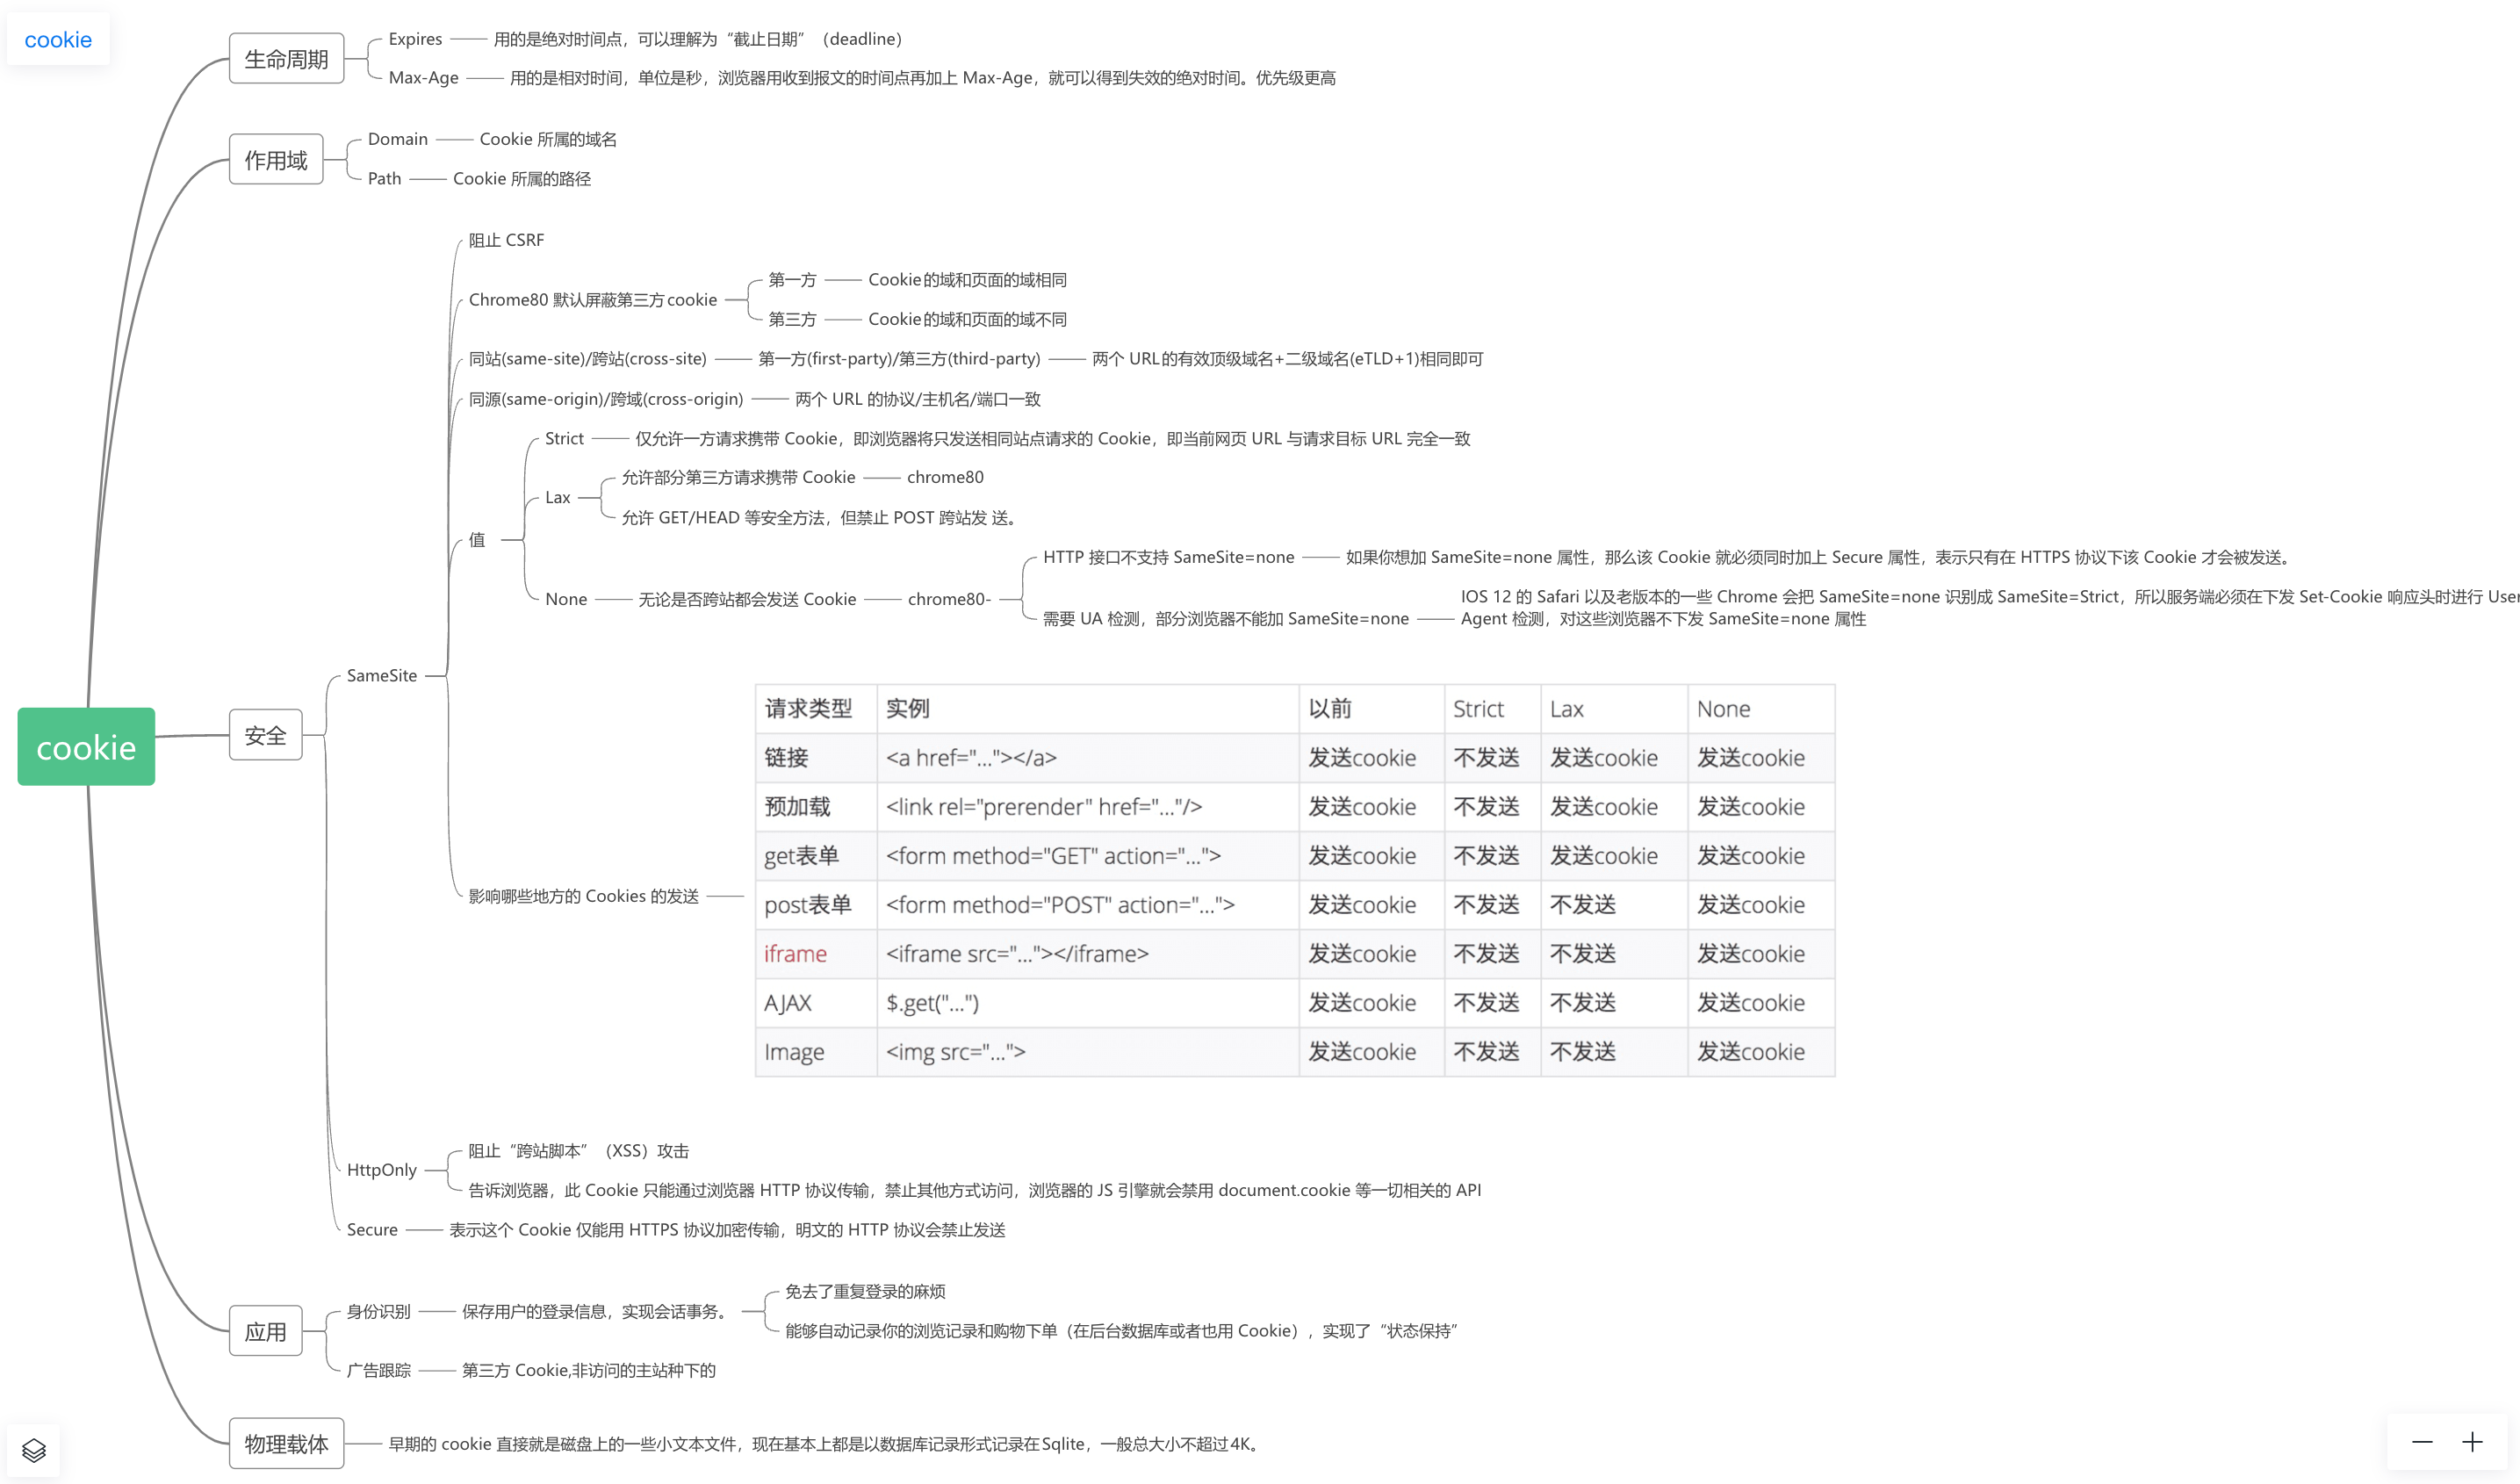 cookie
生命周期
Expires
用的是绝对时间点，可以理解为“截止日期”（deadline）
Max-Age
用的是相对时间，单位是秒，浏览器用收到报文的时间点再加上 Max-Age，就可以得到失效的绝对时间。优先级更高
作用域
Domain
Cookie 所属的域名
Path
Cookie 所属的路径
cookie
安全
SameSite
阻止 CSRF
Chrome80 默认屏蔽第三方cookie
第一方
Cookie的域和页面的域相同
第三方
Cookie的域和页面的域不同
同站(same-site)/跨站(cross-site)
第一方(first-party)/第三方(third-party)
两个 URL的有效顶级域名+二级域名(eTLD+1)相同即可
同源(same-origin)/跨域(cross-origin)
两个 URL 的协议/主机名/端口一致
值
Strict
仅允许一方请求携带 Cookie，即浏览器将只发送相同站点请求的 Cookie，即当前网页 URL 与请求目标 URL 完全一致
Lax
允许部分第三方请求携带 Cookie
chrome80
允许 GET/HEAD 等安全方法，但禁止 POST 跨站发 送。
None
无论是否跨站都会发送 Cookie
chrome80-
HTTP 接口不支持 SameSite=none
如果你想加 SameSite=none 属性，那么该 Cookie 就必须同时加上 Secure 属性，表示只有在 HTTPS 协议下该 Cookie 才会被发送。
需要 UA 检测，部分浏览器不能加 SameSite=none
IOS 12 的 Safari 以及老版本的一些 Chrome 会把 SameSite=none 识别成 SameSite=Strict，所以服务端必须在下发 Set-Cookie 响应头时进行 User
Agent 检测，对这些浏览器不下发 SameSite=none 属性
影响哪些地方的 Cookies 的发送
请求类型 实例 以前 Strict Lax None
链接 <a href="..."></a> 发送cookie 不发送 发送cookie 发送cookie
预加载 <link rel="prerender" href="..."/> 发送cookie 不发送 发送cookie 发送cookie
get表单 <form method="GET" action="..."> 发送cookie 不发送 发送cookie 发送cookie
post表单 <form method="POST" action="..."> 发送cookie 不发送 不发送 发送cookie
iframe <iframe src="..."></iframe> 发送cookie 不发送 不发送 发送cookie
AJAX $.get("...") 发送cookie 不发送 不发送 发送cookie
Image <img src="..."> 发送cookie 不发送 不发送 发送cookie
HttpOnly
阻止“跨站脚本”（XSS）攻击
告诉浏览器，此 Cookie 只能通过浏览器 HTTP 协议传输，禁止其他方式访问，浏览器的 JS 引擎就会禁用 document.cookie 等一切相关的 API
Secure
表示这个 Cookie 仅能用 HTTPS 协议加密传输，明文的 HTTP 协议会禁止发送
应用
身份识别
保存用户的登录信息，实现会话事务。
免去了重复登录的麻烦
能够自动记录你的浏览记录和购物下单（在后台数据库或者也用 Cookie），实现了“状态保持”
广告跟踪
第三方 Cookie,非访问的主站种下的
物理载体
早期的 cookie 直接就是磁盘上的一些小文本文件，现在基本上都是以数据库记录形式记录在Sqlite，一般总大小不超过4K。